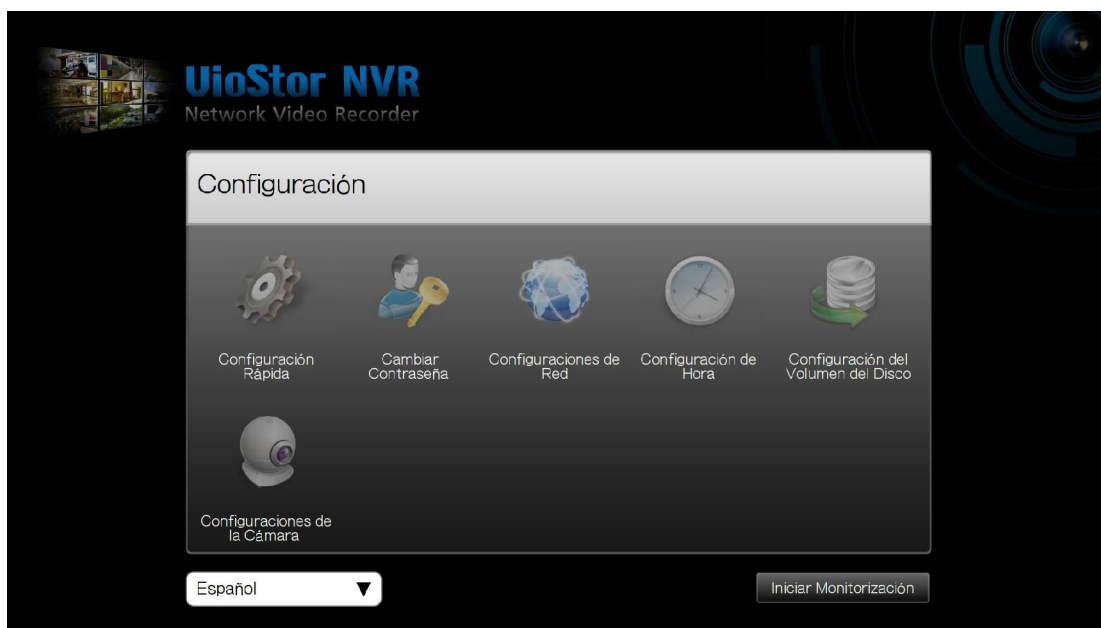 VioStor NVR
Network Video Recorder
Configuración
Configuración
Rápida
Cambiar
Contraseña
Configuraciones de
Red
Configuración de
Hora
Configuración del
Volumen del Disco
Configuraciones de
la Cámara
Español
Iniciar Monitorización